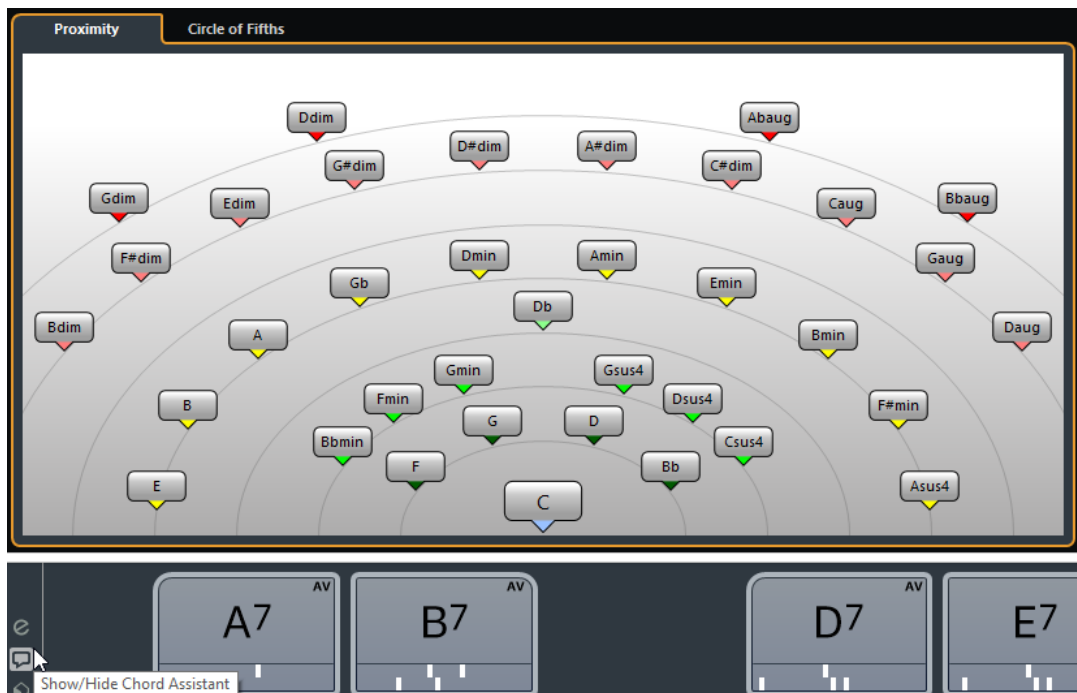 Proximity Circle of Fifths
Ddim Abaug
D#dim A#dim
G#dim C#dim
Gdim Bbaug
Edim Caug
Dmin Amin
F#dim Gaug
Gb Emin
Db
Bdim Daug
A Bmin
Gmin Gsus4
Fmin Dsus4
B F#min
G D
Bbmin Csus4
F Bb
E Asus4
C
AV AV AV
A7 B7 D7 E7
e
Show/Hide Chord Assistant